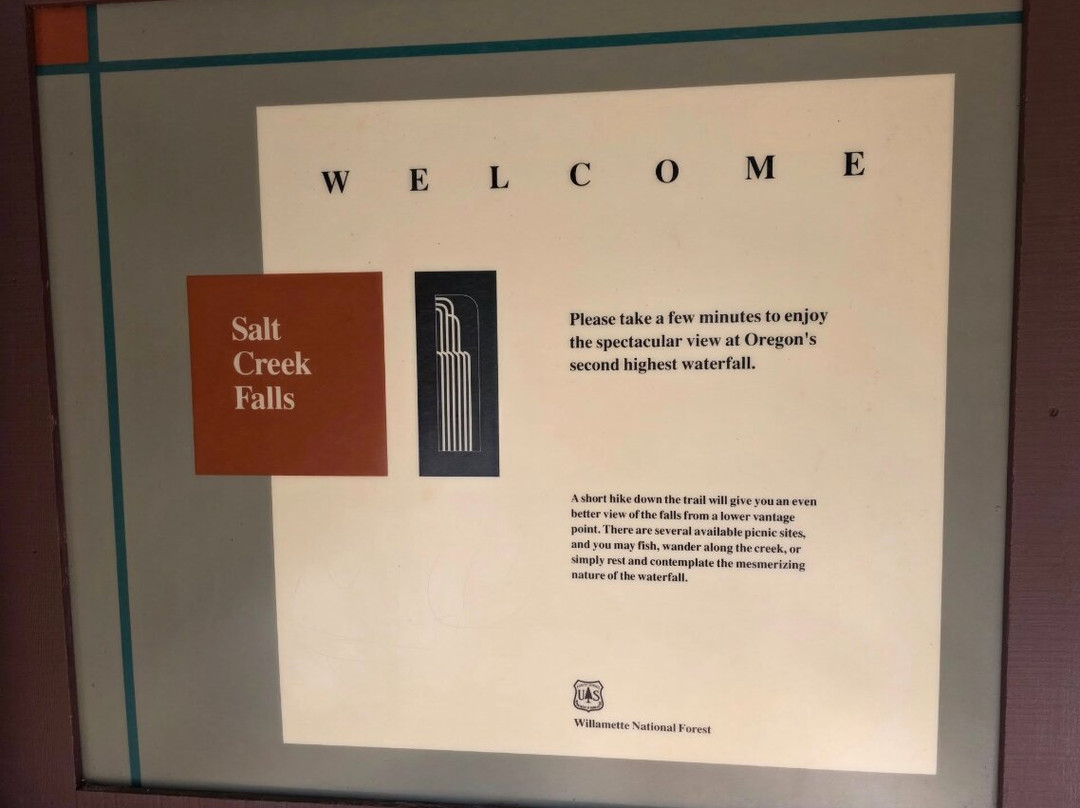 W E L C O M E
Salt
Creek
Falls
Please take a few minutes to enjoy
the spectacular view at Oregon's
second highest waterfall.
A short hike down the trail will give you an even
better view of the falls from a lower vantage
point. There are several available picnic sites,
and you may fish, wander along the creek, or
simply rest and contemplate the mesmerizing
nature of the waterfall.
U S
Willamette National Forest